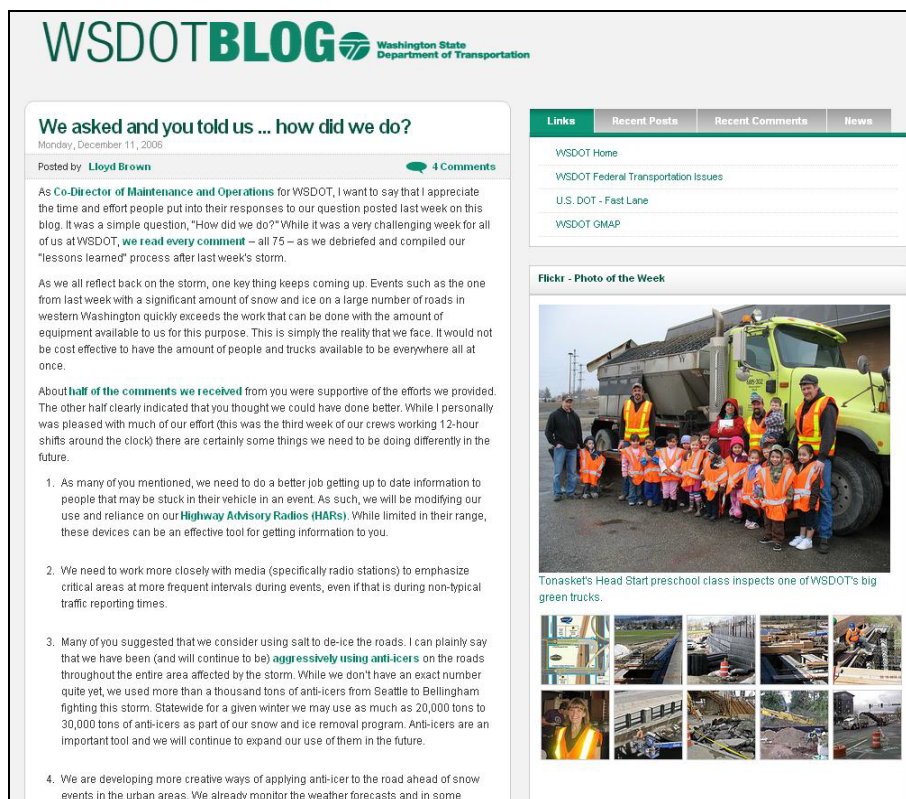 WSDOTBLOG Washington State
Department of Transportation
We asked and you told us ... how did we do?
Monday, December 11, 2006
Posted by Lloyd Brown 4 Comments
As Co-Director of Maintenance and Operations for WSDOT, I want to say that I appreciate
the time and effort people put into their responses to our question posted last week on this
blog. It was a simple question, "How did we do?" While it was a very challenging week for all
of us at WSDOT, we read every comment – all 75 – as we debriefed and compiled our
"lessons learned" process after last week's storm.
As we all reflect back on the storm, one key thing keeps coming up. Events such as the one
from last week with a significant amount of snow and ice on a large number of roads in
western Washington quickly exceeds the work that can be done with the amount of
equipment available to us for this purpose. This is simply the reality that we face. It would not
be cost effective to have the amount of people and trucks available to be everywhere all at
once.
About half of the comments we received from you were supportive of the efforts we provided.
The other half clearly indicated that you thought we could have done better. While I personally
was pleased with much of our effort (this was the third week of our crews working 12-hour
shifts around the clock) there are certainly some things we need to be doing differently in the
future.
1. As many of you mentioned, we need to do a better job getting up to date information to
people that may be stuck in their vehicle in an event. As such, we will be modifying our
use and reliance on our Highway Advisory Radios (HARs). While limited in their range,
these devices can be an effective tool for getting information to you.
2. We need to work more closely with media (specifically radio stations) to emphasize
critical areas at more frequent intervals during events, even if that is during non-typical
traffic reporting times.
3. Many of you suggested that we consider using salt to de-ice the roads. I can plainly say
that we have been (and will continue to be) aggressively using anti-icers on the roads
throughout the entire area affected by the storm. While we don't have an exact number
quite yet, we used more than a thousand tons of anti-icers from Seattle to Bellingham
fighting this storm. Statewide for a given winter we may use as much as 20,000 tons to
30,000 tons of anti-icers as part of our snow and ice removal program. Anti-icers are an
important tool and we will continue to expand our use of them in the future.
4. We are developing more creative ways of applying anti-icer to the road ahead of snow
events in the urban areas. We already monitor the weather forecasts and in some
Links Recent Posts Recent Comments News
WSDOT Home
WSDOT Federal Transportation Issues
U.S. DOT - Fast Lane
WSDOT GMAP
Flickr - Photo of the Week
Tonasket's Head Start preschool class inspects one of WSDOT's big
green trucks.